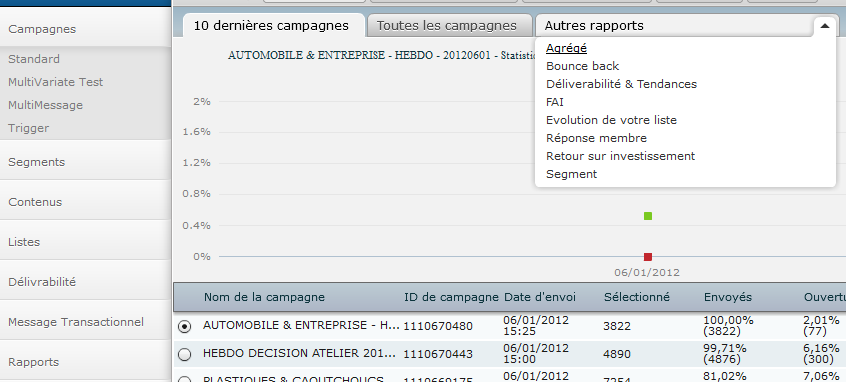 Campagnes
Standard
MultiVariate Test
MultiMessage
Trigger
Segments
Contenus
Listes
Délivrabilité
Message Transactionnel
Rapports
10 dernières campagnes
Toutes les campagnes
Autres rapports
Agrégé
Bounce back
Déliverabilité & Tendances
FAI
Evolution de votre liste
Réponse membre
Retour sur investissement
Segment
AUTOMOBILE & ENTREPRISE - HEBDO - 20120601 - Statistic
2%
1.6%
1.2%
0.8%
0.4%
0%
06/01/2012
Nom de la campagne ID de campagne Date d'envoi Sélectionné Envoyés Ouvertu
AUTOMOBILE & ENTREPRISE - H... 1110670480 06/01/2012 15:25 3822 100,00% (3822) 2,01% (77)
HEBDO DECISION ATELIER 201... 1110670443 06/01/2012 15:00 4890 99,71% (4876) 6,16% (300)
PLASTIQUES & CAOUTCHOUCS 1110669175 06/01/2012 7254 81,02% 7,06%